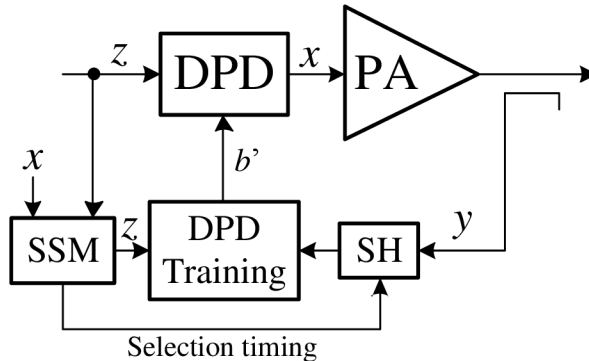 z
DPD
x
PA
b’
x
SSM
z
DPD
Training
SH
y
Selection timing